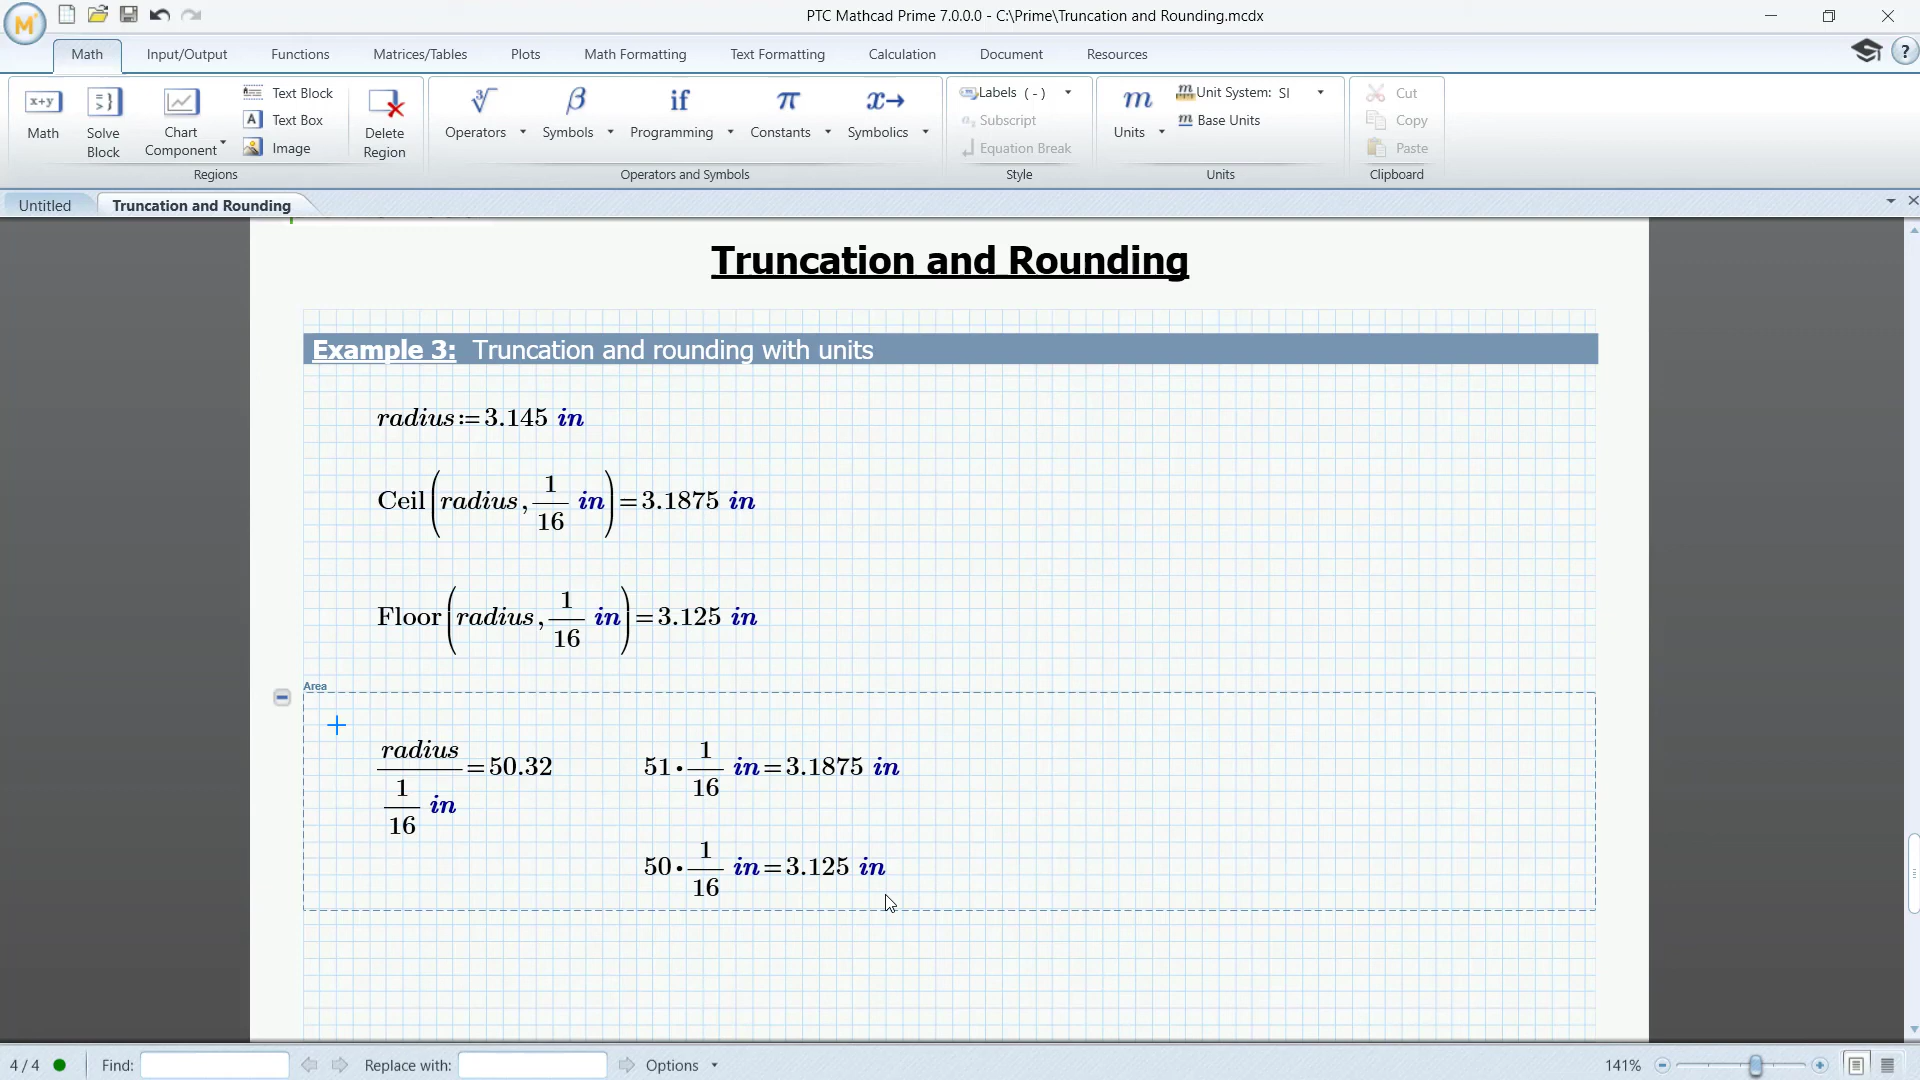 PTC Mathcad Prime 7.0.0.0 - C:\Prime\Truncation and Rounding.mcdx
Math Input/Output Functions Matrices/Tables Plots Math Formatting Text Formatting Calculation Document Resources
Math
Solve Block
Chart Component
Text Block
Text Box
Image
Delete Region
Regions
Operators Symbols Programming Constants Symbolics
Operators and Symbols
Labels (-)
Subscript
Equation Break
Style
Units
Unit System: SI
Base Units
Units
Cut
Copy
Paste
Clipboard
Untitled Truncation and Rounding
Truncation and Rounding
Example 3: Truncation and rounding with units
radius:=3.145 in
Ceil(radius, 1/16 in)=3.1875 in
Floor(radius, 1/16 in)=3.125 in
Area
radius / (1/16 in)=50.32
51·1/16 in=3.1875 in
50·1/16 in=3.125 in
4 / 4 Find: Replace with: Options 141%